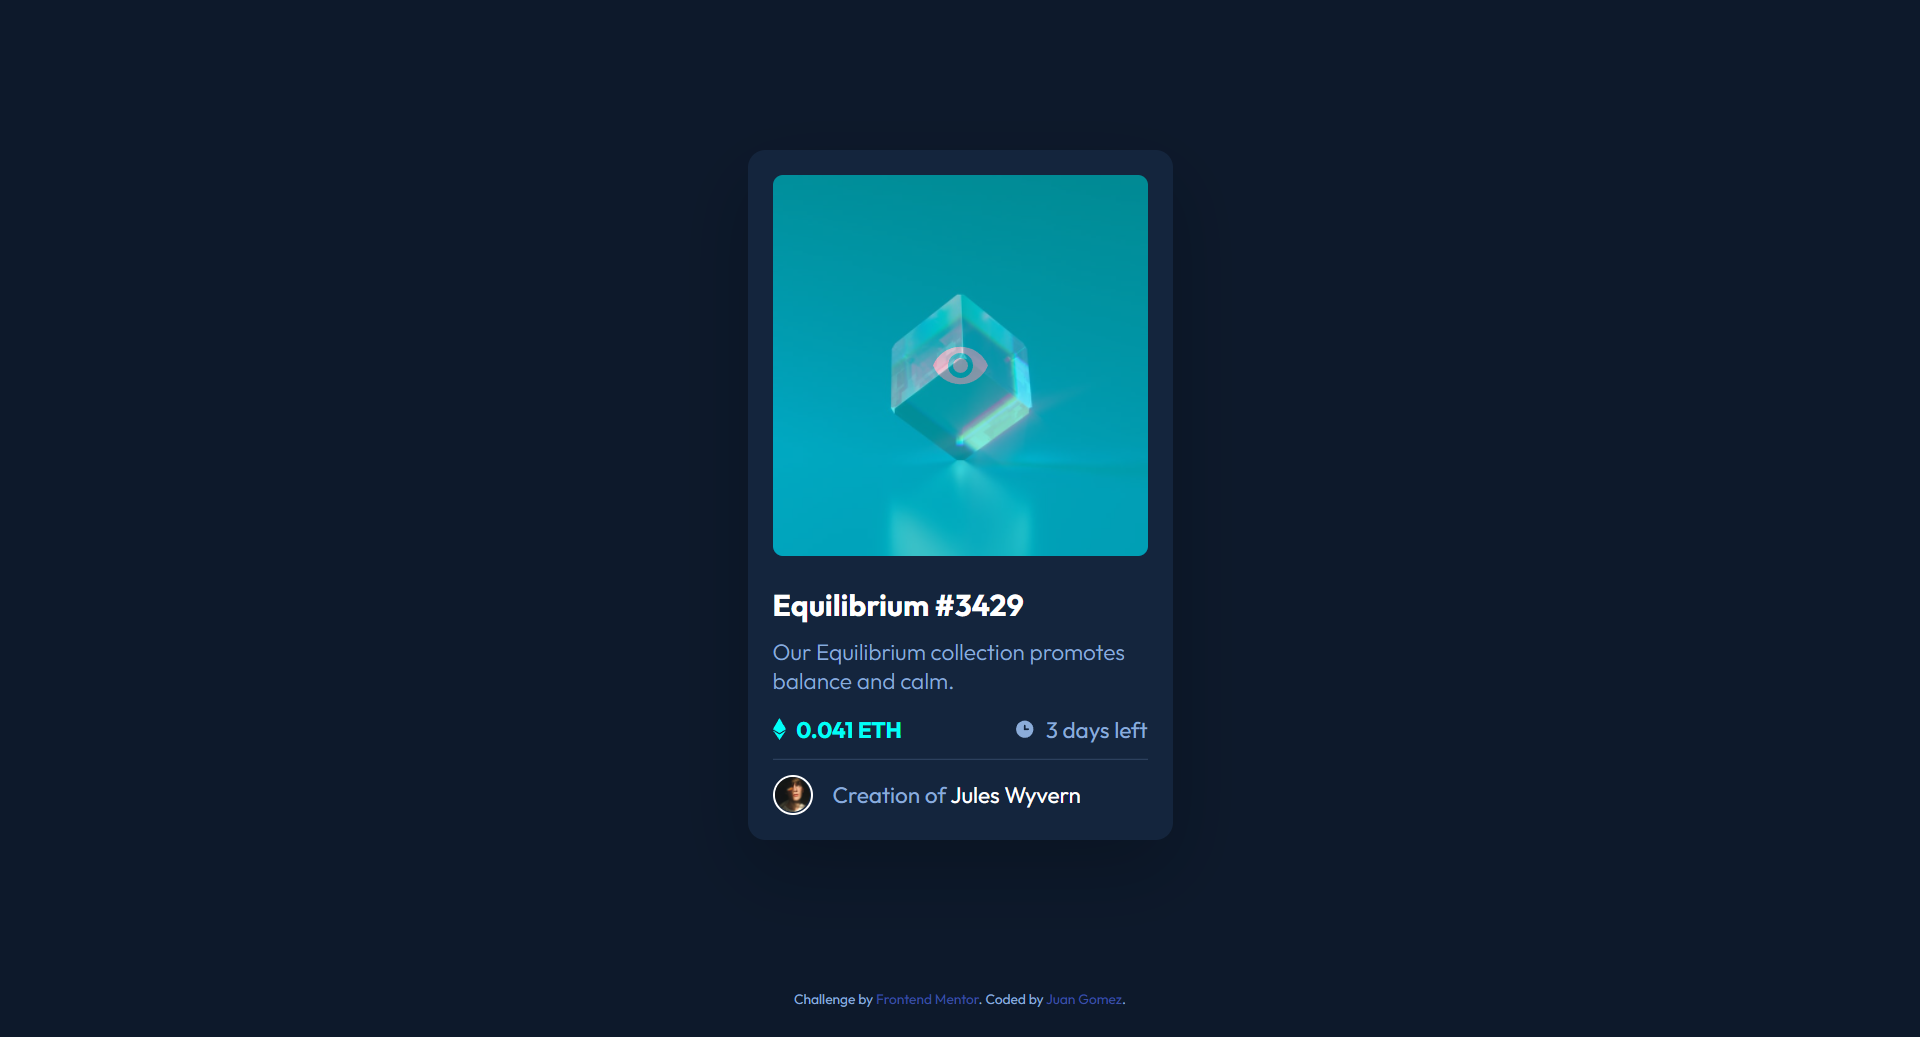 Equilibrium #3429
Our Equilibrium collection promotes
balance and calm.
0.041 ETH 3 days left
Creation of Jules Wyvern
Challenge by Frontend Mentor. Coded by Juan Gomez.